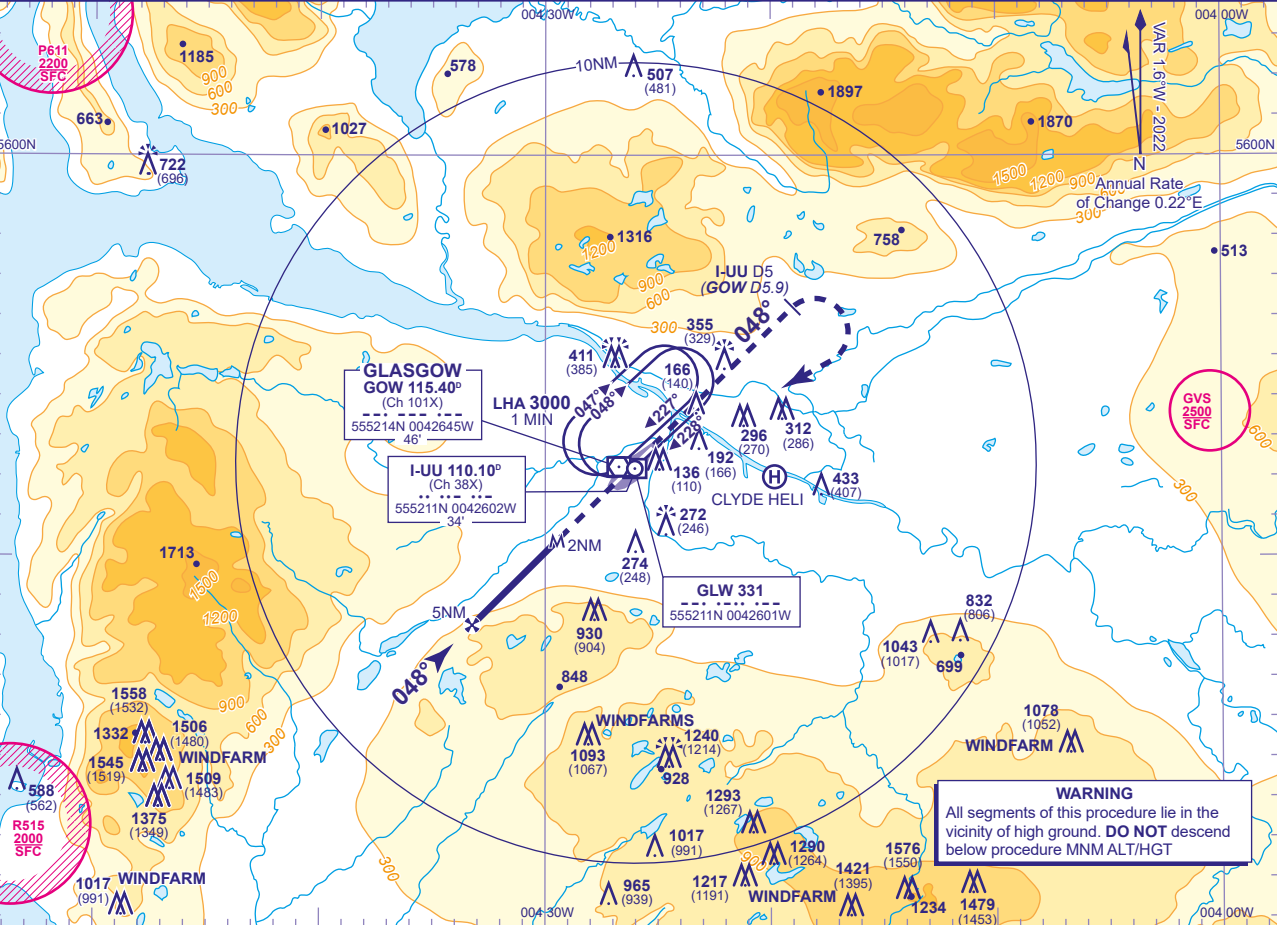 004 30W
004 00W
P611
2200
SFC
1185
900
600
300
578
10NM
507
(481)
1897
1870
VAR 1.6°W - 2022
663
1027
5600N
5600N
722
(696)
N
Annual Rate
of Change 0.22°E
1500
1200
900
300
1316
1200
900
600
300
758
513
I-UU D5
(GOW D5.9)
048°
355
(329)
411
(385)
166
(140)
GLASGOW
GOW 115.40ᴰ
(Ch 101X)
555214N 0042645W
46'
LHA 3000
1 MIN
047°
048°
227°
228°
296
(270)
312
(286)
GVS
2500
SFC
600
300
192
(166)
136
(110)
I-UU 110.10ᴰ
(Ch 38X)
555211N 0042602W
34'
H
CLYDE HELI
433
(407)
272
(246)
274
(248)
M
2NM
5NM
048°
GLW 331
555211N 0042601W
1713
1500
1200
900
600
300
930
(904)
848
832
(806)
1043
(1017)
699
1558
(1532)
1332
1506
(1480)
WINDFARM
1545
(1519)
1509
(1483)
1375
(1349)
588
(562)
R515
2000
SFC
1017
(991)
WINDFARM
WINDFARMS
1240
(1214)
1093
(1067)
928
1078
(1052)
WINDFARM
1293
(1267)
1290
(1264)
900
1017
(991)
965
(939)
1217
(1191)
WINDFARM
1421
(1395)
1576
(1550)
1234
1479
(1453)
300
WARNING
All segments of this procedure lie in the
vicinity of high ground. DO NOT descend
below procedure MNM ALT/HGT
004 30W
004 00W